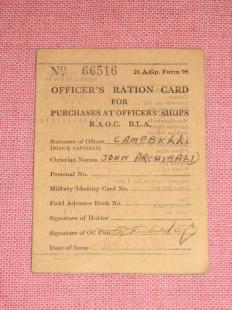 No 66516 21 A.Gp. Form 95
OFFICER'S RATION CARD
FOR
PURCHASES AT OFFICERS' SHOPS
R.A.O.C. B.L.A.
Surname of Officer CAMPBELL
(BLOCK CAPITALS)
Christian Names JOHN ARCHIBALD
Personal No.
Military Identity Card No.
Field Advance Book No.
Signature of Holder
Signature of OC Unit
Date of Issue